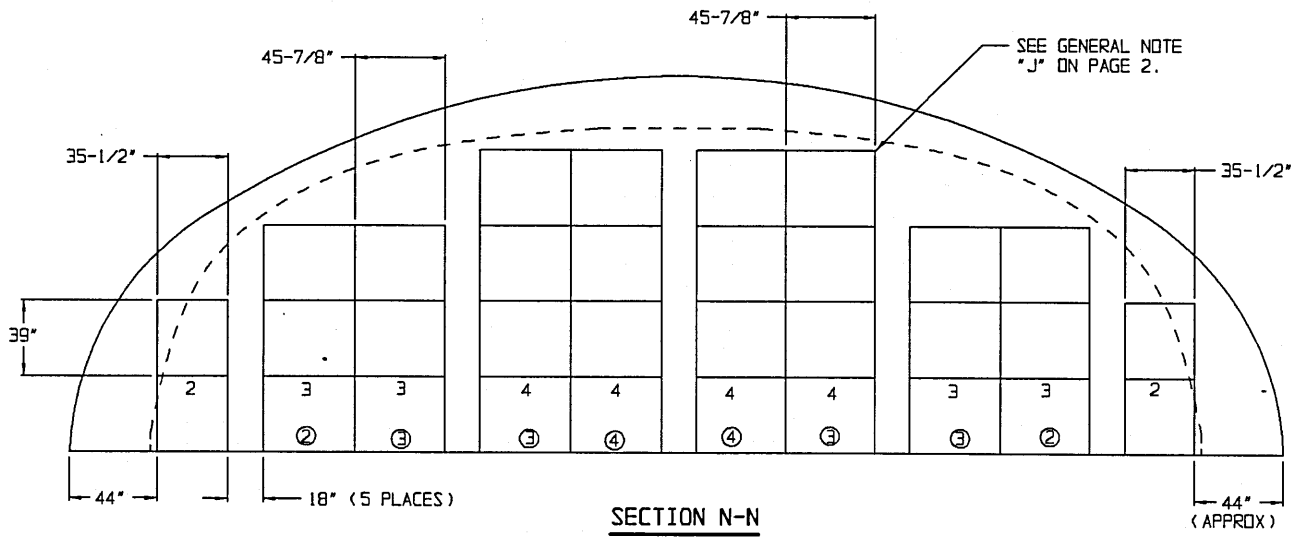 45-7/8"
45-7/8"
SEE GENERAL NOTE
"J" ON PAGE 2.
35-1/2"
35-1/2"
39"
2 3 3 4 4 4 4 3 3 2
② ③ ③ ④ ④ ③ ③ ②
44" 18" (5 PLACES) 44"
(APPROX)
SECTION N-N